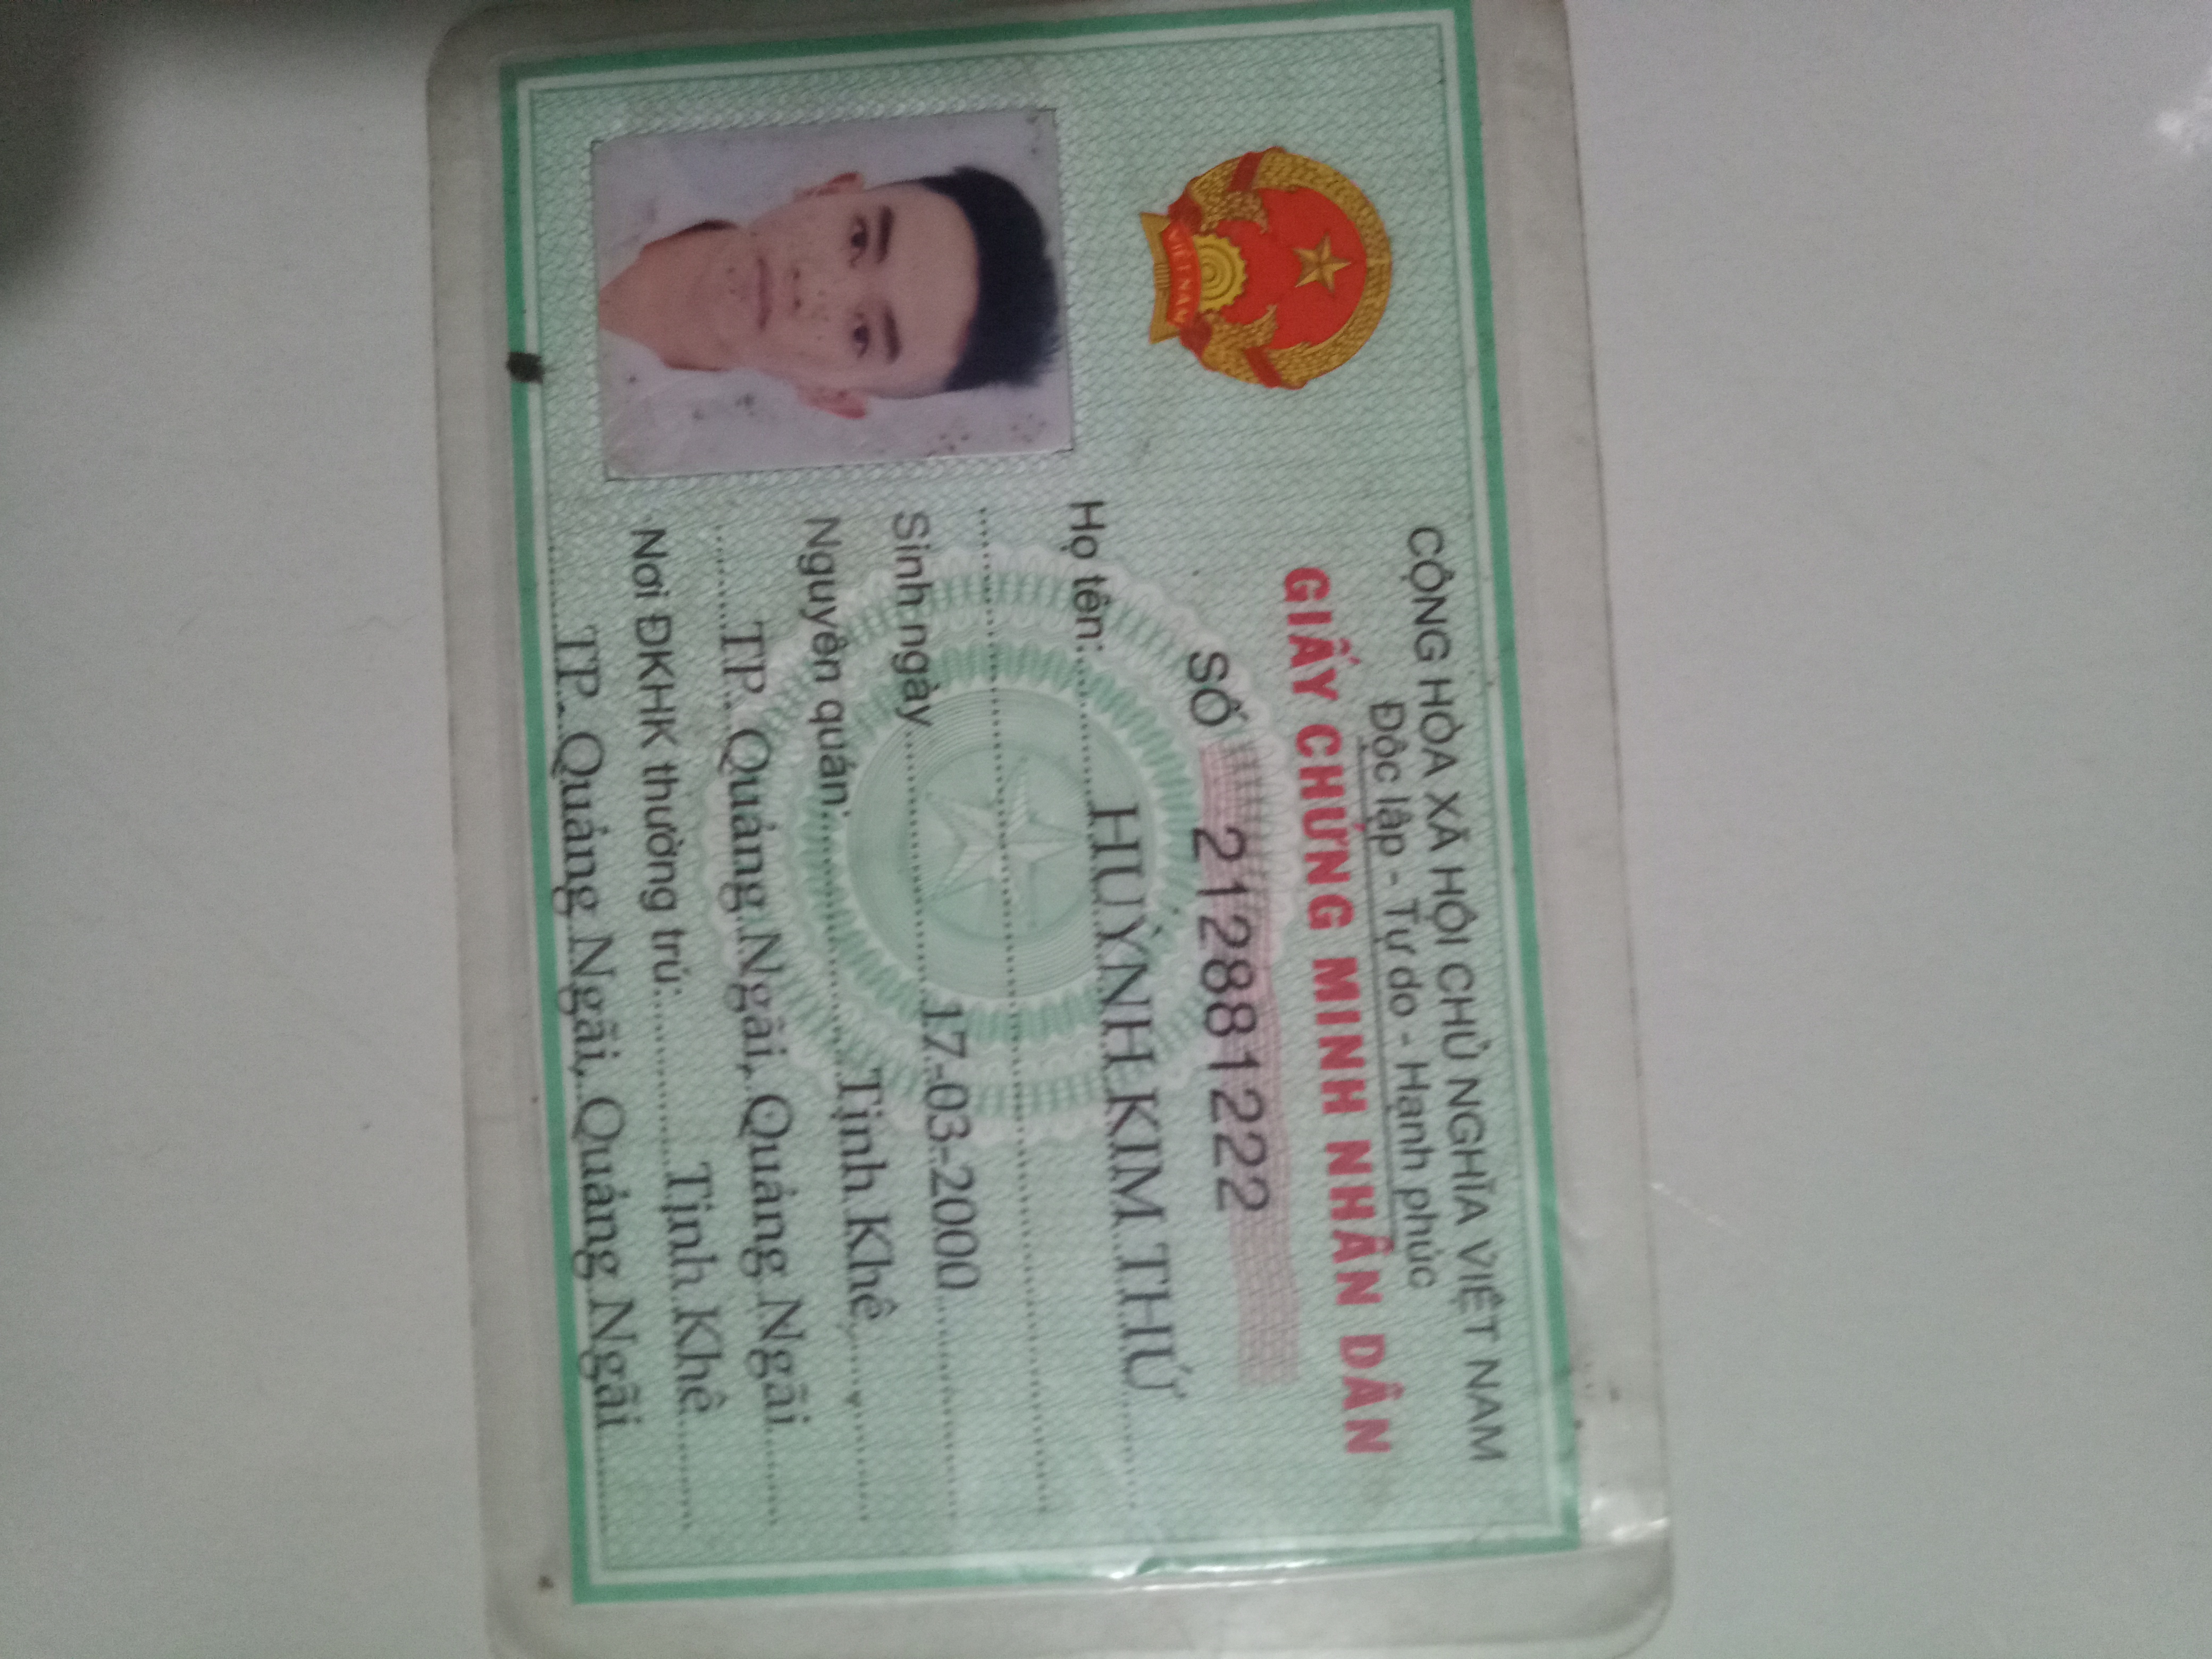 CỘNG HÒA XÃ HỘI CHỦ NGHĨA VIỆT NAM
Độc lập - Tự do - Hạnh phúc
GIẤY CHỨNG MINH NHÂN DÂN
SỐ 212881222
Họ tên: HUỲNH KIM THỨ
Sinh ngày 17-03-2000
Nguyên quán: Tịnh Khê
TP. Quảng Ngãi, Quảng Ngãi
Nơi ĐKHK thường trú: Tịnh Khê
TP. Quảng Ngãi, Quảng Ngãi
VIỆT NAM